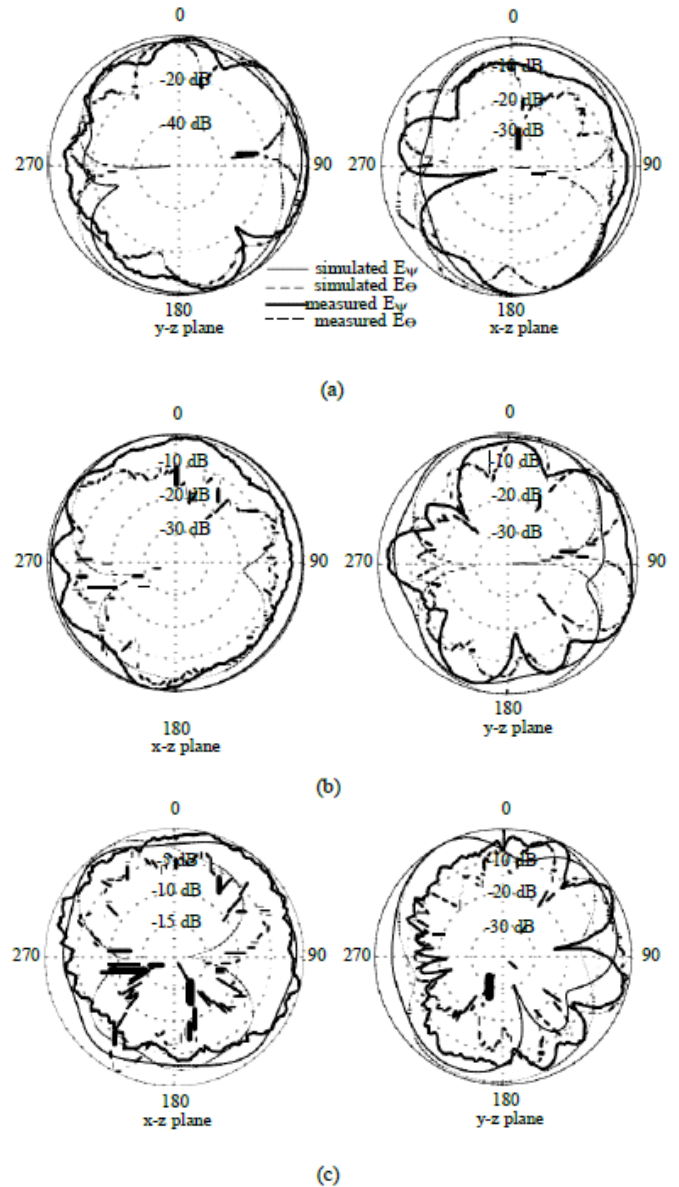 0
0
-20 dB
-10 dB
-20 dB
-40 dB
-30 dB
270
90
270
90
simulated Eψ
simulated EΘ
measured Eψ
measured EΘ
180
y-z plane
180
x-z plane
(a)
0
0
-10 dB
-10 dB
-20 dB
-20 dB
-30 dB
-30 dB
270
90
270
90
180
x-z plane
180
y-z plane
(b)
0
0
-5 dB
-10 dB
-10 dB
-20 dB
-15
-30 dB
270
90
270
90
180
x-z plane
180
y-z plane
(c)